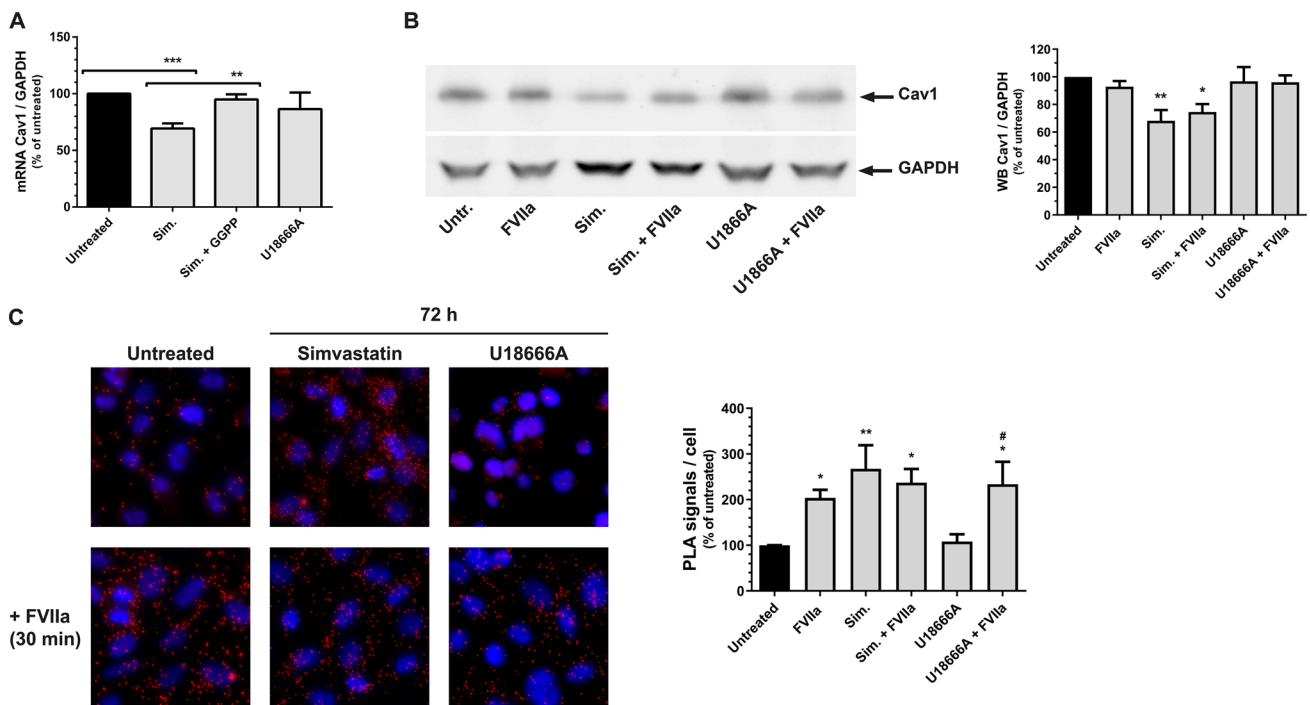 A
mRNA Cav1 / GAPDH
(% of untreated)
150
100
50
0
***
**
Untreated
Sim.
Sim. + GGPP
U18666A
B
Cav1
GAPDH
Untr.
FVIIa
Sim.
Sim. + FVIIa
U1866A
U1866A + FVIIa
WB Cav1 / GAPDH
(% of untreated)
120
100
80
60
40
20
0
**
*
Untreated
FVIIa
Sim.
Sim. + FVIIa
U18666A
U18666A + FVIIa
C
72 h
Untreated
Simvastatin
U18666A
+ FVIIa
(30 min)
PLA signals / cell
(% of untreated)
400
300
200
100
0
*
**
*
#
*
Untreated
FVIIa
Sim.
Sim. + FVIIa
U18666A
U18666A + FVIIa